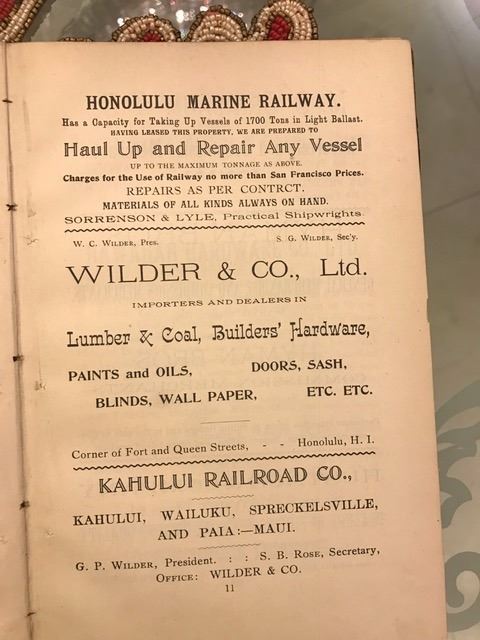 HONOLULU MARINE RAILWAY.
Has a Capacity for Taking Up Vessels of 1700 Tons in Light Ballast.
HAVING LEASED THIS PROPERTY, WE ARE PREPARED TO
Haul Up and Repair Any Vessel
UP TO THE MAXIMUM TONNAGE AS ABOVE.
Charges for the Use of Railway no more than San Francisco Prices.
REPAIRS AS PER CONTRCT.
MATERIALS OF ALL KINDS ALWAYS ON HAND.
SORRENSON & LYLE, Practical Shipwrights.
W. C. WILDER, Pres. S. G. WILDER, Sec'y.
WILDER & CO., Ltd.
IMPORTERS AND DEALERS IN
Lumber & Coal, Builders' Hardware,
PAINTS and OILS, DOORS, SASH,
BLINDS, WALL PAPER, ETC. ETC.
Corner of Fort and Queen Streets, - - Honolulu, H. I.
KAHULUI RAILROAD CO.,
KAHULUI, WAILUKU, SPRECKELSVILLE,
AND PAIA:—MAUI.
G. P. WILDER, President. : : S. B. ROSE, Secretary,
OFFICE: WILDER & CO.
11